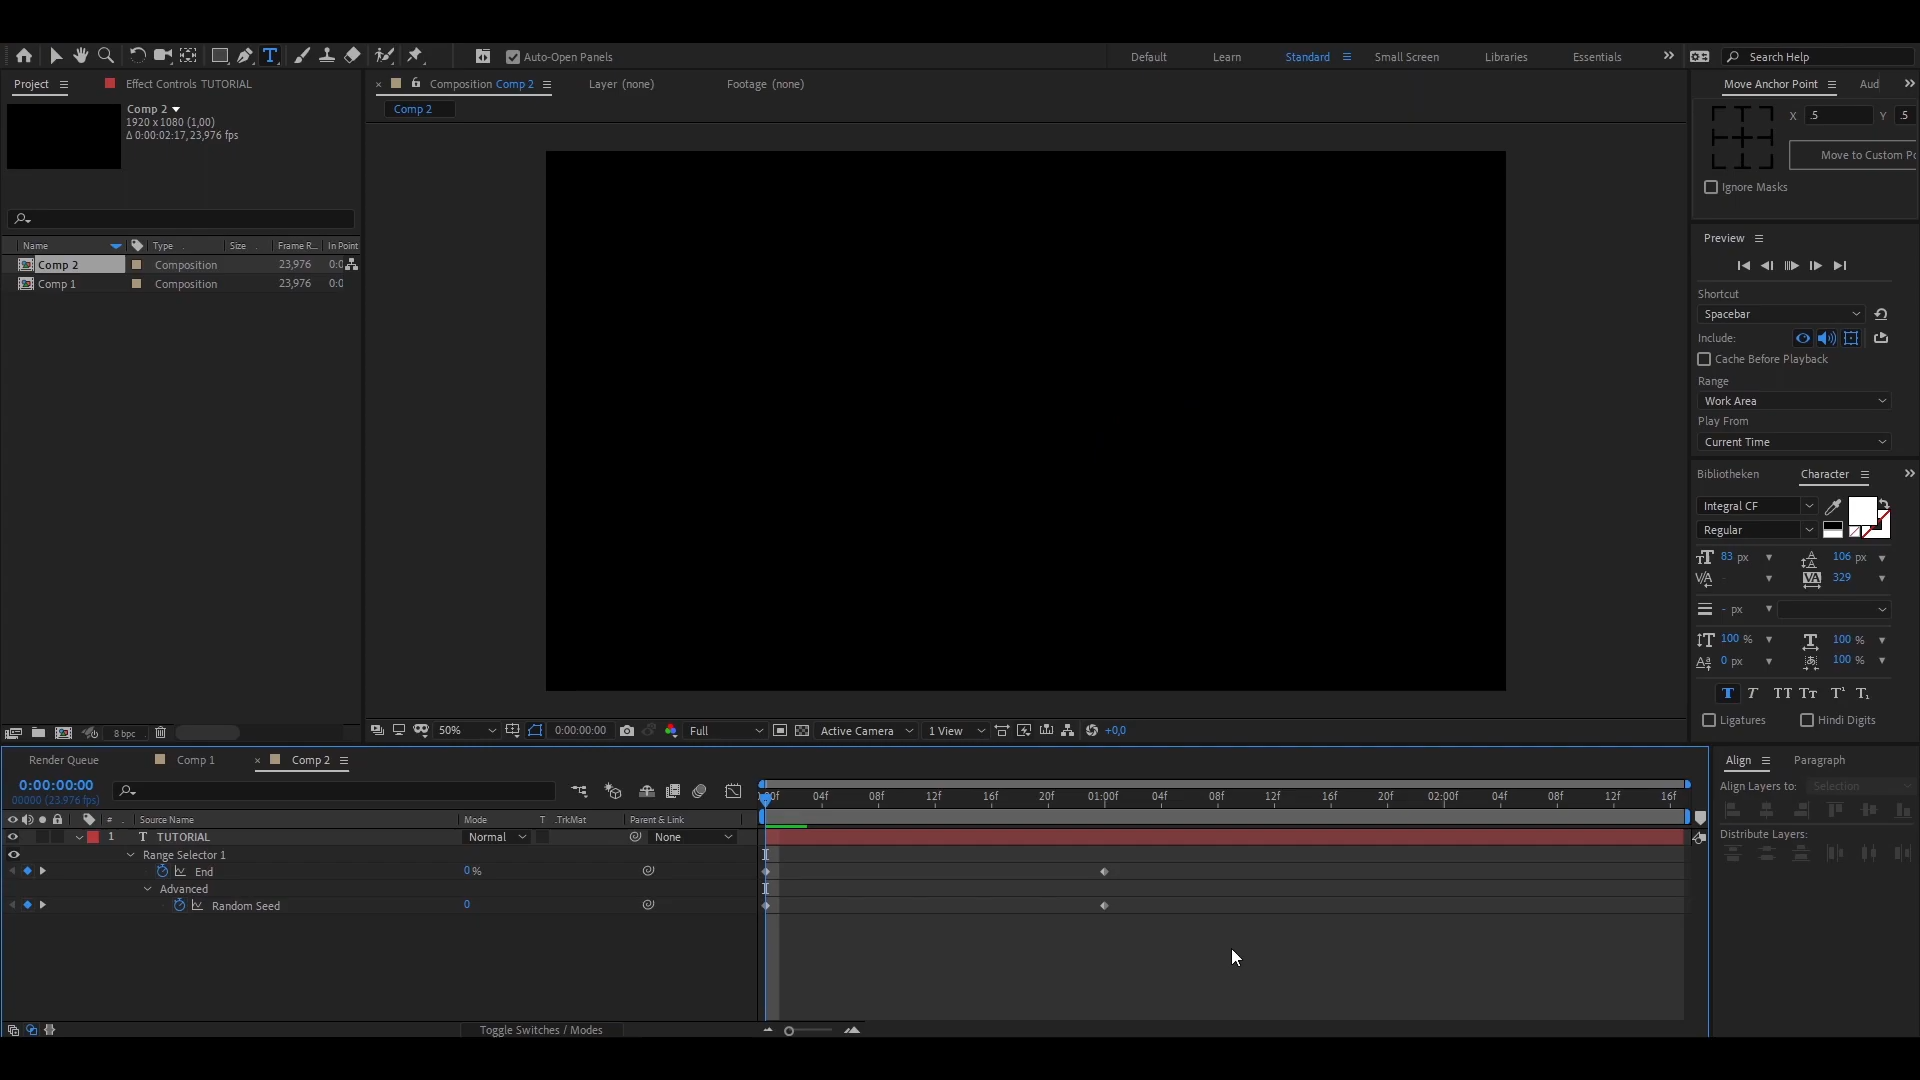 Auto-Open Panels
Default
Learn
Standard
Small Screen
Libraries
Essentials
Search Help
Project
Effect Controls TUTORIAL
Composition Comp 2
Layer (none)
Footage (none)
Move Anchor Point
Aud
Comp 2
1920 x 1080 (1,00)
Δ 0:00:02:17, 23,976 fps
Comp 2
X .5 Y .5
Move to Custom Po
Ignore Masks
Name Type Size Frame R... In Point
Comp 2 Composition 23,976 0:0
Comp 1 Composition 23,976 0:0
Preview
Shortcut
Spacebar
Include:
Cache Before Playback
Range
Work Area
Play From
Current Time
Bibliotheken
Character
Integral CF
Regular
83 px
106 px
329
- px
100 %
100 %
0 px
100 %
Ligatures
Hindi Digits
8 bpc
50%
0:00:00:00
Full
Active Camera
1 View
+0,0
Render Queue
Comp 1
Comp 2
Align
Paragraph
0:00:00:00
00000 (23.976 fps)
04f 08f 12f 16f 20f 01:00f 04f 08f 12f 16f 20f 02:00f 04f 08f 12f 16f
Align Layers to: Selection
# Source Name Mode T .TrkMat Parent & Link
1 T TUTORIAL Normal None
Distribute Layers:
Range Selector 1
End 0 %
Advanced
Random Seed 0
Toggle Switches / Modes